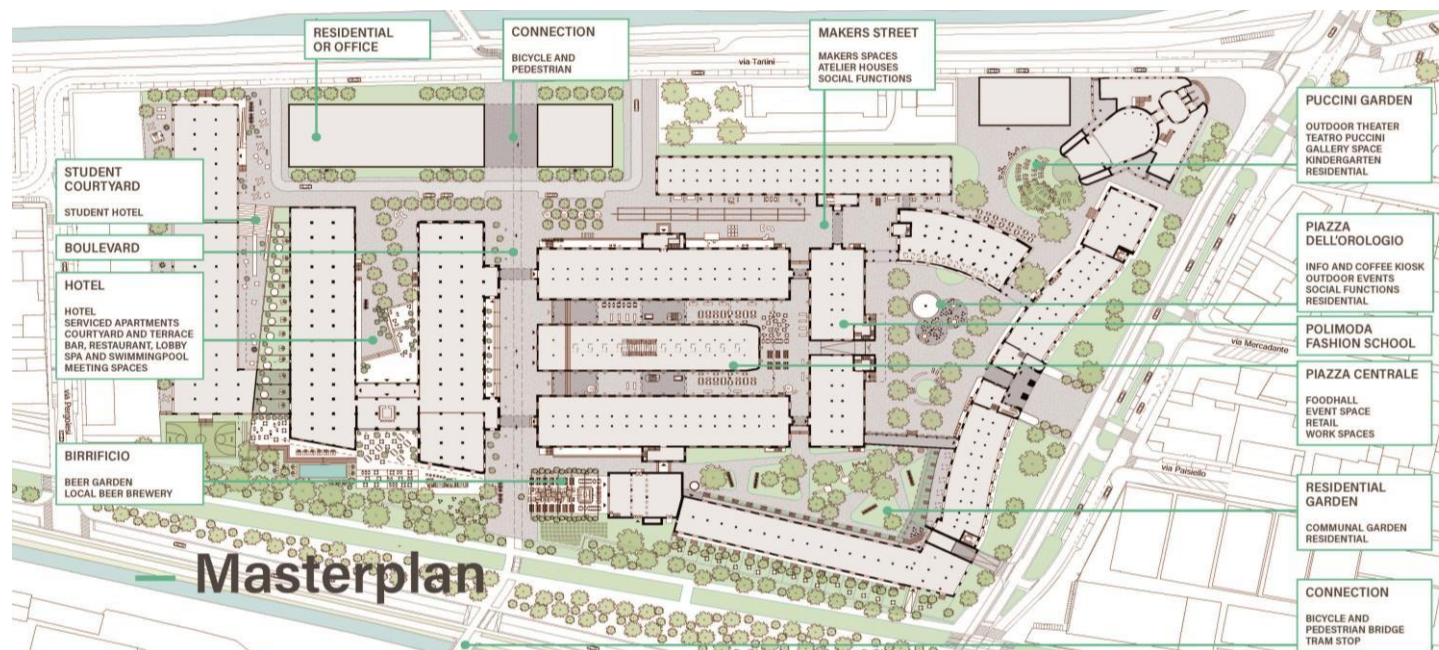 RESIDENTIAL
OR OFFICE
CONNECTION
BICYCLE AND
PEDESTRIAN
MAKERS STREET
MAKERS SPACES
ATELIER HOUSES
SOCIAL FUNCTIONS
via Tanini
PUCCINI GARDEN
OUTDOOR THEATER
TEATRO PUCCINI
GALLERY SPACE
KINDERGARTEN
RESIDENTIAL
STUDENT
COURTYARD
STUDENT HOTEL
BOULEVARD
HOTEL
HOTEL
SERVICED APARTMENTS
COURTYARD AND TERRACE
BAR, RESTAURANT, LOBBY
SPA AND SWIMMINGPOOL
MEETING SPACES
PIAZZA
DELL'OROLOGIO
INFO AND COFFEE KIOSK
OUTDOOR EVENTS
SOCIAL FUNCTIONS
RESIDENTIAL
POLIMODA
FASHION SCHOOL
via Mercadante
PIAZZA CENTRALE
FOODHALL
EVENT SPACE
RETAIL
WORK SPACES
via Pergolesi
BIRRIFICIO
BEER GARDEN
LOCAL BEER BREWERY
via Paisiello
RESIDENTIAL
GARDEN
COMMUNAL GARDEN
RESIDENTIAL
Masterplan
CONNECTION
BICYCLE AND
PEDESTRIAN BRIDGE
TRAM STOP